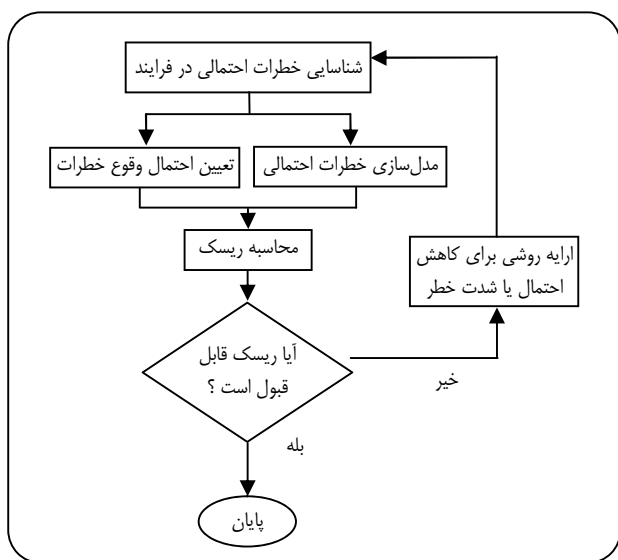 شناسایی خطرات احتمالی در فرایند
مدل‌سازی خطرات احتمالی
تعیین احتمال وقوع خطرات
محاسبه ریسک
ارایه روشی برای کاهش
احتمال یا شدت خطر
آیا ریسک قابل
قبول است ؟
خیر
بله
پایان